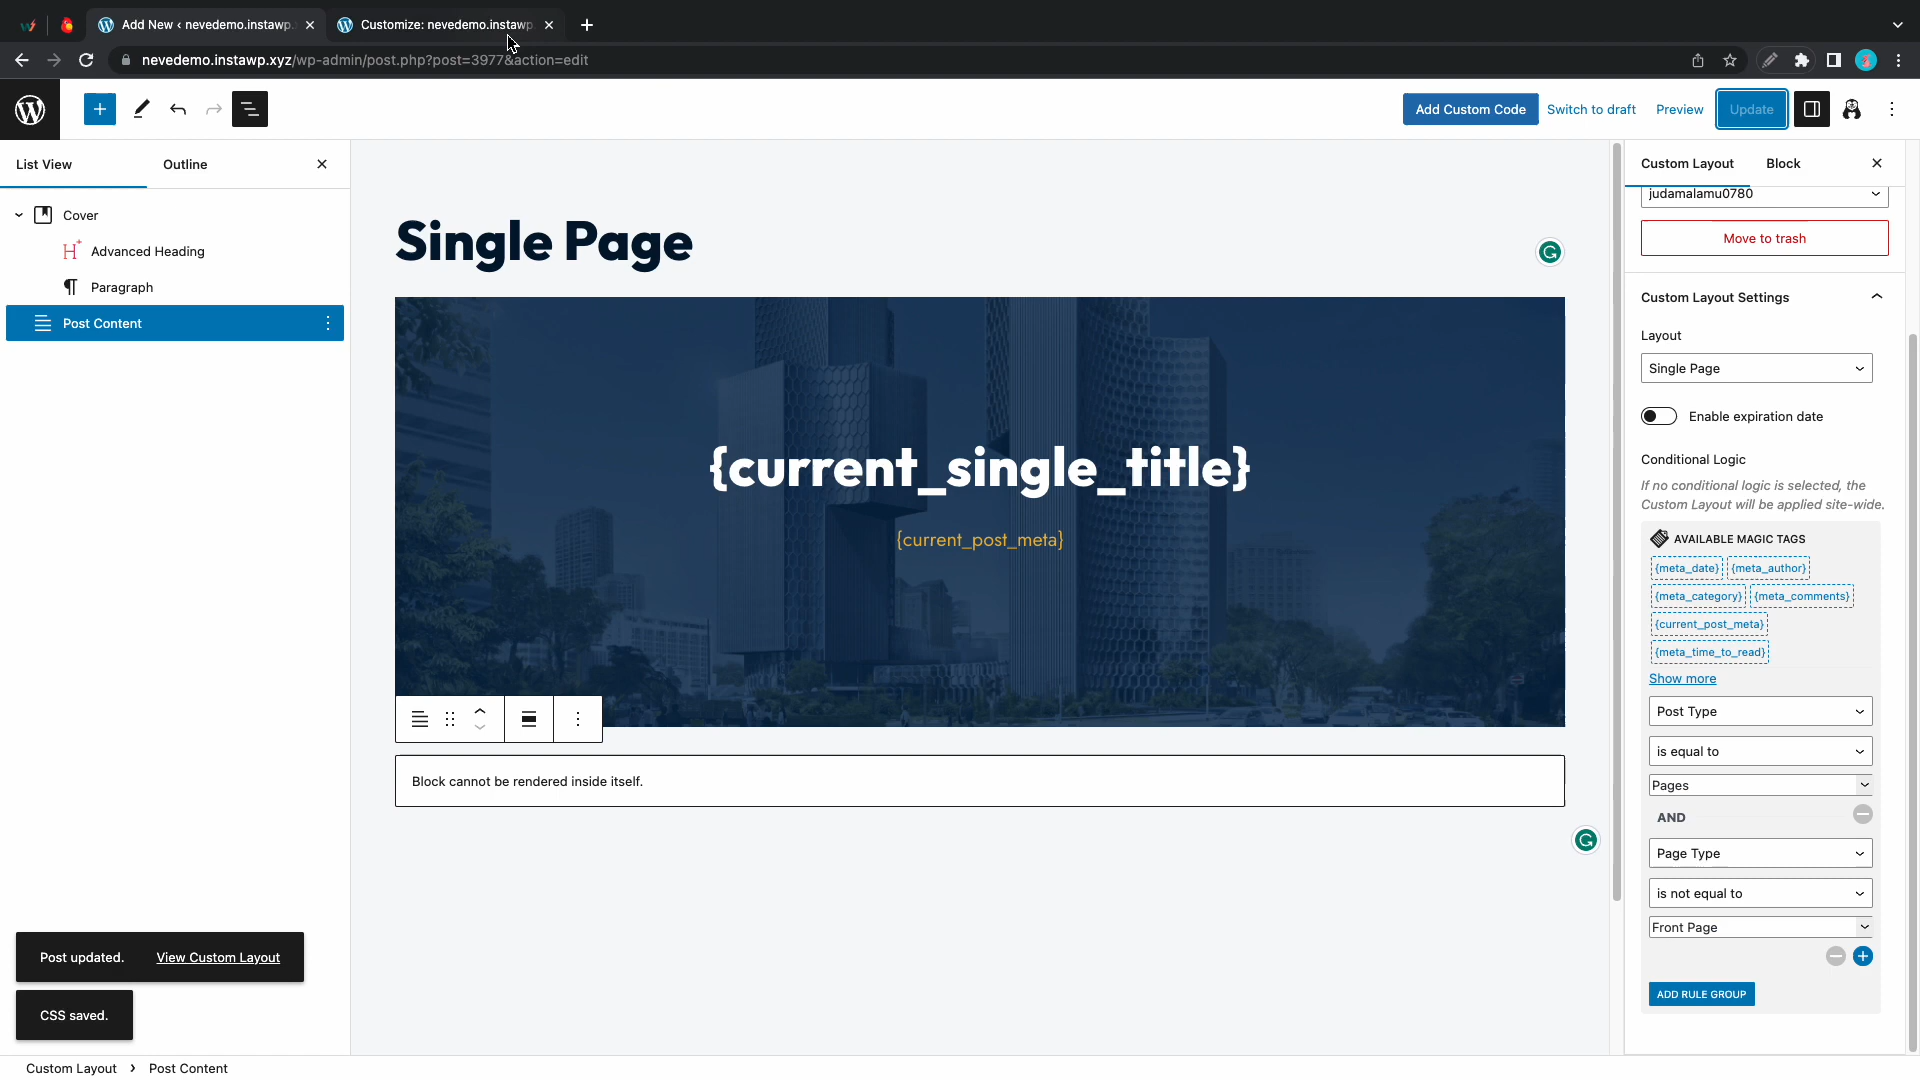 Add New ‹ nevedemo.instawp.
Customize: nevedemo.instawp
nevedemo.instawp.xyz/wp-admin/post.php?post=3977&action=edit
Add Custom Code
Switch to draft
Preview
Update
List View
Outline
Custom Layout
Block
Cover
Advanced Heading
Paragraph
Post Content
Single Page
{current_single_title}
{current_post_meta}
Block cannot be rendered inside itself.
judamalamu0780
Move to trash
Custom Layout Settings
Layout
Single Page
Enable expiration date
Conditional Logic
If no conditional logic is selected, the
Custom Layout will be applied site-wide.
AVAILABLE MAGIC TAGS
{meta_date} {meta_author}
{meta_category} {meta_comments}
{current_post_meta}
{meta_time_to_read}
Show more
Post Type
is equal to
Pages
AND
Page Type
is not equal to
Front Page
ADD RULE GROUP
Post updated. View Custom Layout
CSS saved.
Custom Layout › Post Content